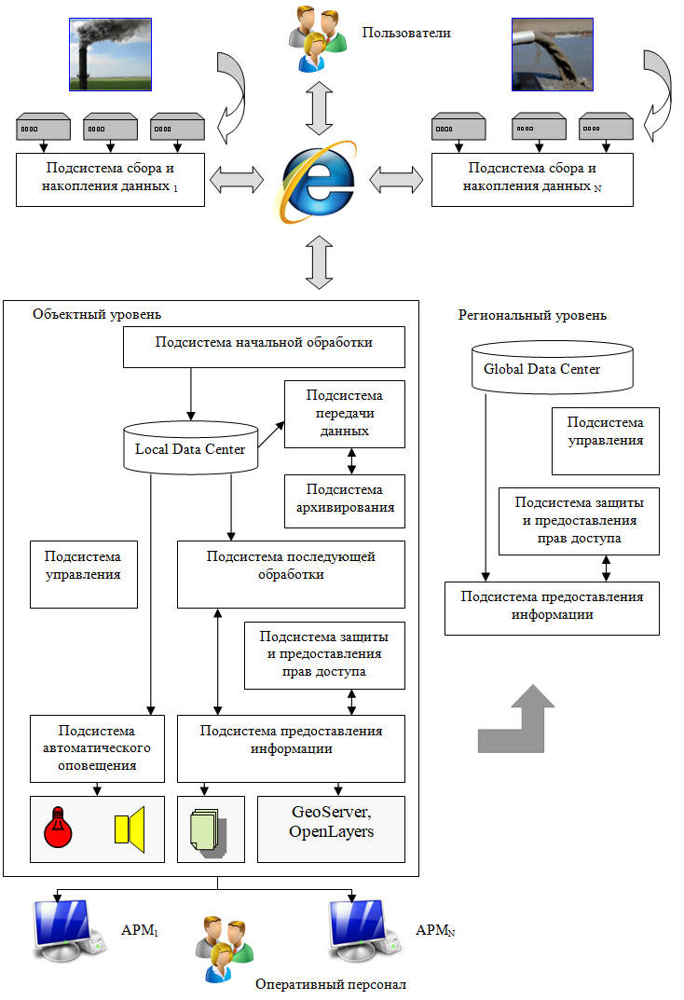 Пользователи
Подсистема сбора и
накопления данных 1
Подсистема сбора и
накопления данных N
Объектный уровень
Подсистема начальной обработки
Подсистема
передачи
данных
Local Data Center
Подсистема
архивирования
Подсистема
управления
Подсистема последующей
обработки
Подсистема защиты
и предоставления
прав доступа
Подсистема
автоматического
оповещения
Подсистема предоставления
информации
GeoServer,
OpenLayers
Региональный уровень
Global Data Center
Подсистема
управления
Подсистема защиты
и предоставления
прав доступа
Подсистема предоставления
информации
АРМ1
АРМN
Оперативный персонал